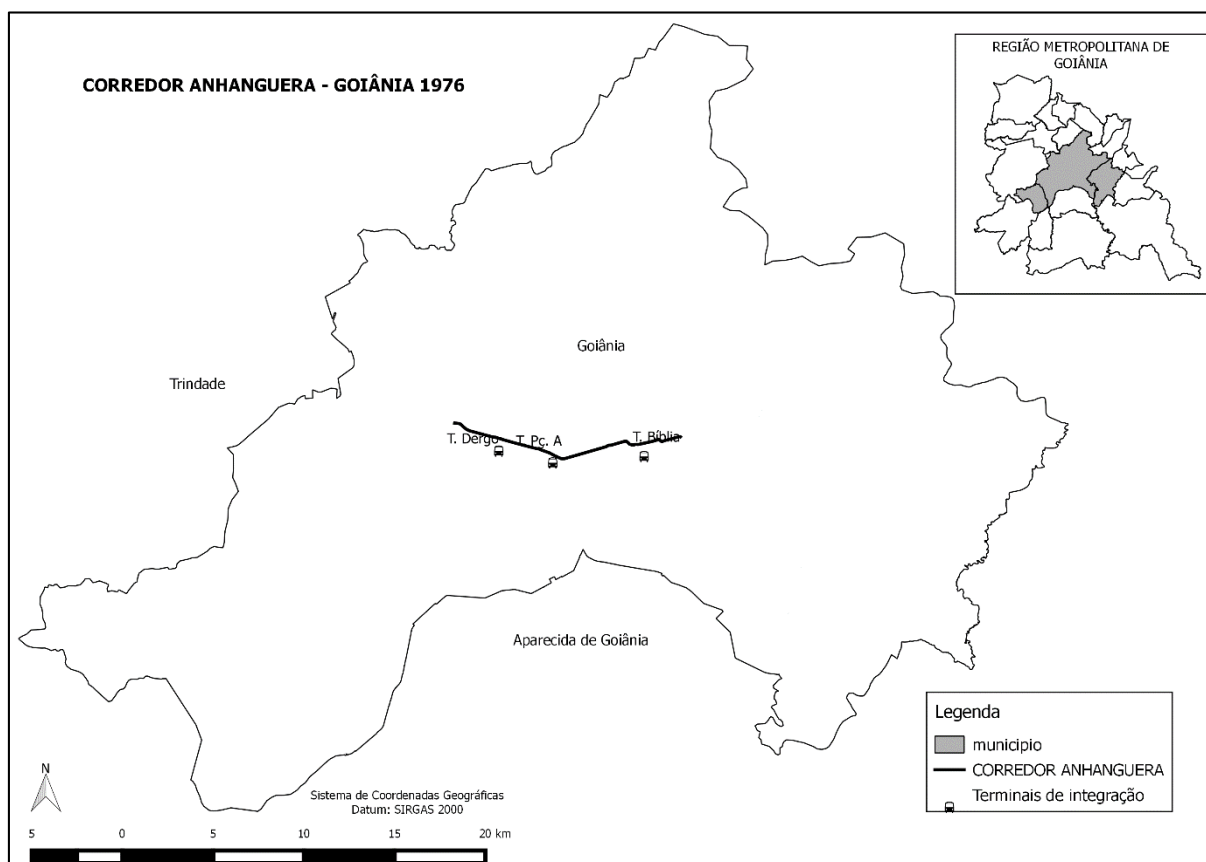 REGIÃO METROPOLITANA DE
GOIÂNIA
CORREDOR ANHANGUERA - GOIÂNIA 1976
Goiânia
Trindade
T. Dergo
T. Pç. A
T. Bíblia
Aparecida de Goiânia
Legenda
municipio
CORREDOR ANHANGUERA
Terminais de integração
N
Sistema de Coordenadas Geográficas
Datum: SIRGAS 2000
5 0 5 10 15 20 km